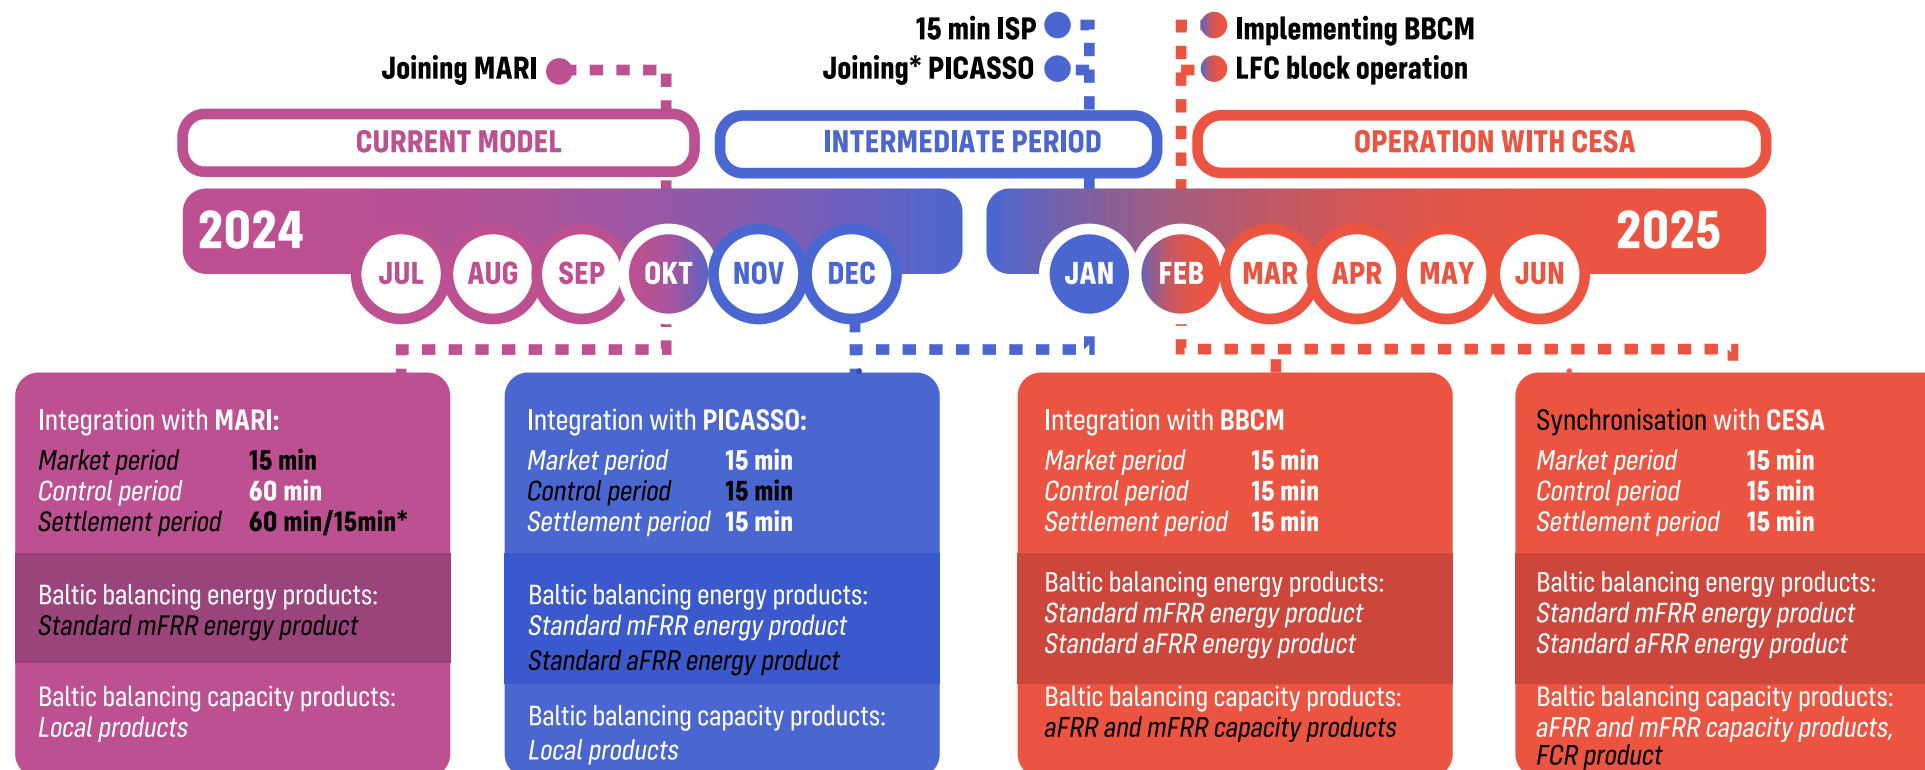 15 min ISP
Implementing BBCM
Joining MARI
Joining* PICASSO
LFC block operation
CURRENT MODEL
INTERMEDIATE PERIOD
OPERATION WITH CESA
2024
2025
JUL
AUG
SEP
OKT
NOV
DEC
JAN
FEB
MAR
APR
MAY
JUN
Integration with MARI:
Market period 15 min
Control period 60 min
Settlement period 60 min/15min*
Baltic balancing energy products:
Standard mFRR energy product
Baltic balancing capacity products:
Local products
Integration with PICASSO:
Market period 15 min
Control period 15 min
Settlement period 15 min
Baltic balancing energy products:
Standard mFRR energy product
Standard aFRR energy product
Baltic balancing capacity products:
Local products
Integration with BBCM
Market period 15 min
Control period 15 min
Settlement period 15 min
Baltic balancing energy products:
Standard mFRR energy product
Standard aFRR energy product
Baltic balancing capacity products:
aFRR and mFRR capacity products
Synchronisation with CESA
Market period 15 min
Control period 15 min
Settlement period 15 min
Baltic balancing energy products:
Standard mFRR energy product
Standard aFRR energy product
Baltic balancing capacity products:
aFRR and mFRR capacity products,
FCR product